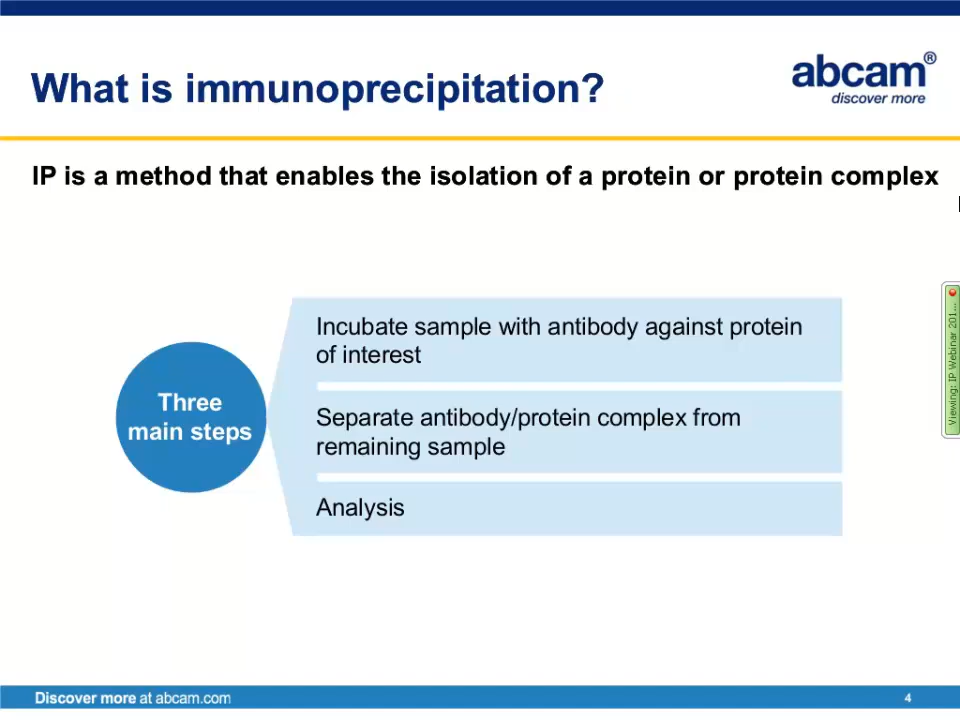 What is immunoprecipitation?
abcam®
discover more
IP is a method that enables the isolation of a protein or protein complex
Three
main steps
Incubate sample with antibody against protein
of interest
Separate antibody/protein complex from
remaining sample
Analysis
Viewing: IP Webinar 201...
Discover more at abcam.com
4